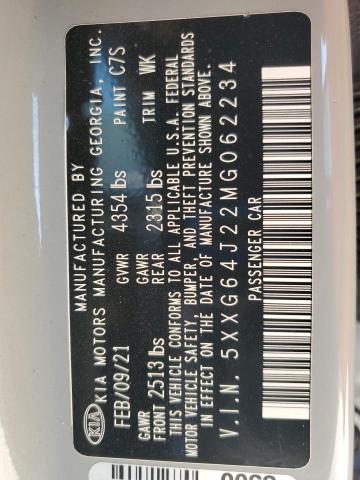 KIA
MANUFACTURED BY
KIA MOTORS MANUFACTURING GEORGIA, INC.
FEB/09/21 GVWR 4354 lbs PAINT C7S
GAWR FRONT 2513 lbs GAWR REAR 2315 lbs TRIM WK
THIS VEHICLE CONFORMS TO ALL APPLICABLE U.S.A. FEDERAL
MOTOR VEHICLE SAFETY, BUMPER, AND THEFT PREVENTION STANDARDS
IN EFFECT ON THE DATE OF MANUFACTURE SHOWN ABOVE.
V.I.N. 5XXG64J22MG062234
PASSENGER CAR